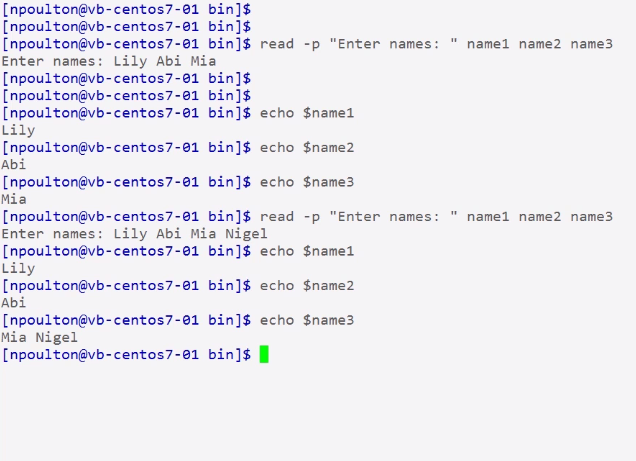 [npoulton@vb-centos7-01 bin]$
[npoulton@vb-centos7-01 bin]$
[npoulton@vb-centos7-01 bin]$ read -p "Enter names: " name1 name2 name3
Enter names: Lily Abi Mia
[npoulton@vb-centos7-01 bin]$
[npoulton@vb-centos7-01 bin]$
[npoulton@vb-centos7-01 bin]$ echo $name1
Lily
[npoulton@vb-centos7-01 bin]$ echo $name2
Abi
[npoulton@vb-centos7-01 bin]$ echo $name3
Mia
[npoulton@vb-centos7-01 bin]$ read -p "Enter names: " name1 name2 name3
Enter names: Lily Abi Mia Nigel
[npoulton@vb-centos7-01 bin]$ echo $name1
Lily
[npoulton@vb-centos7-01 bin]$ echo $name2
Abi
[npoulton@vb-centos7-01 bin]$ echo $name3
Mia Nigel
[npoulton@vb-centos7-01 bin]$